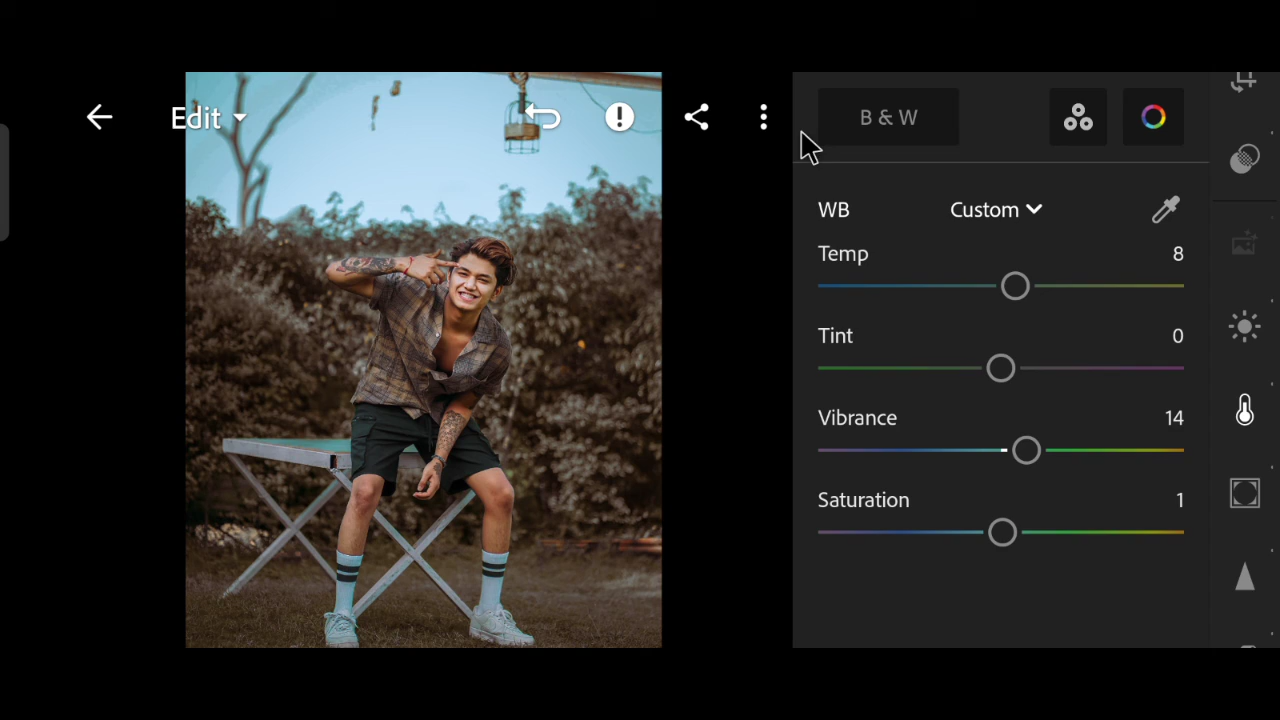 Edit
B & W
WB Custom
Temp 8
Tint 0
Vibrance 14
Saturation 1